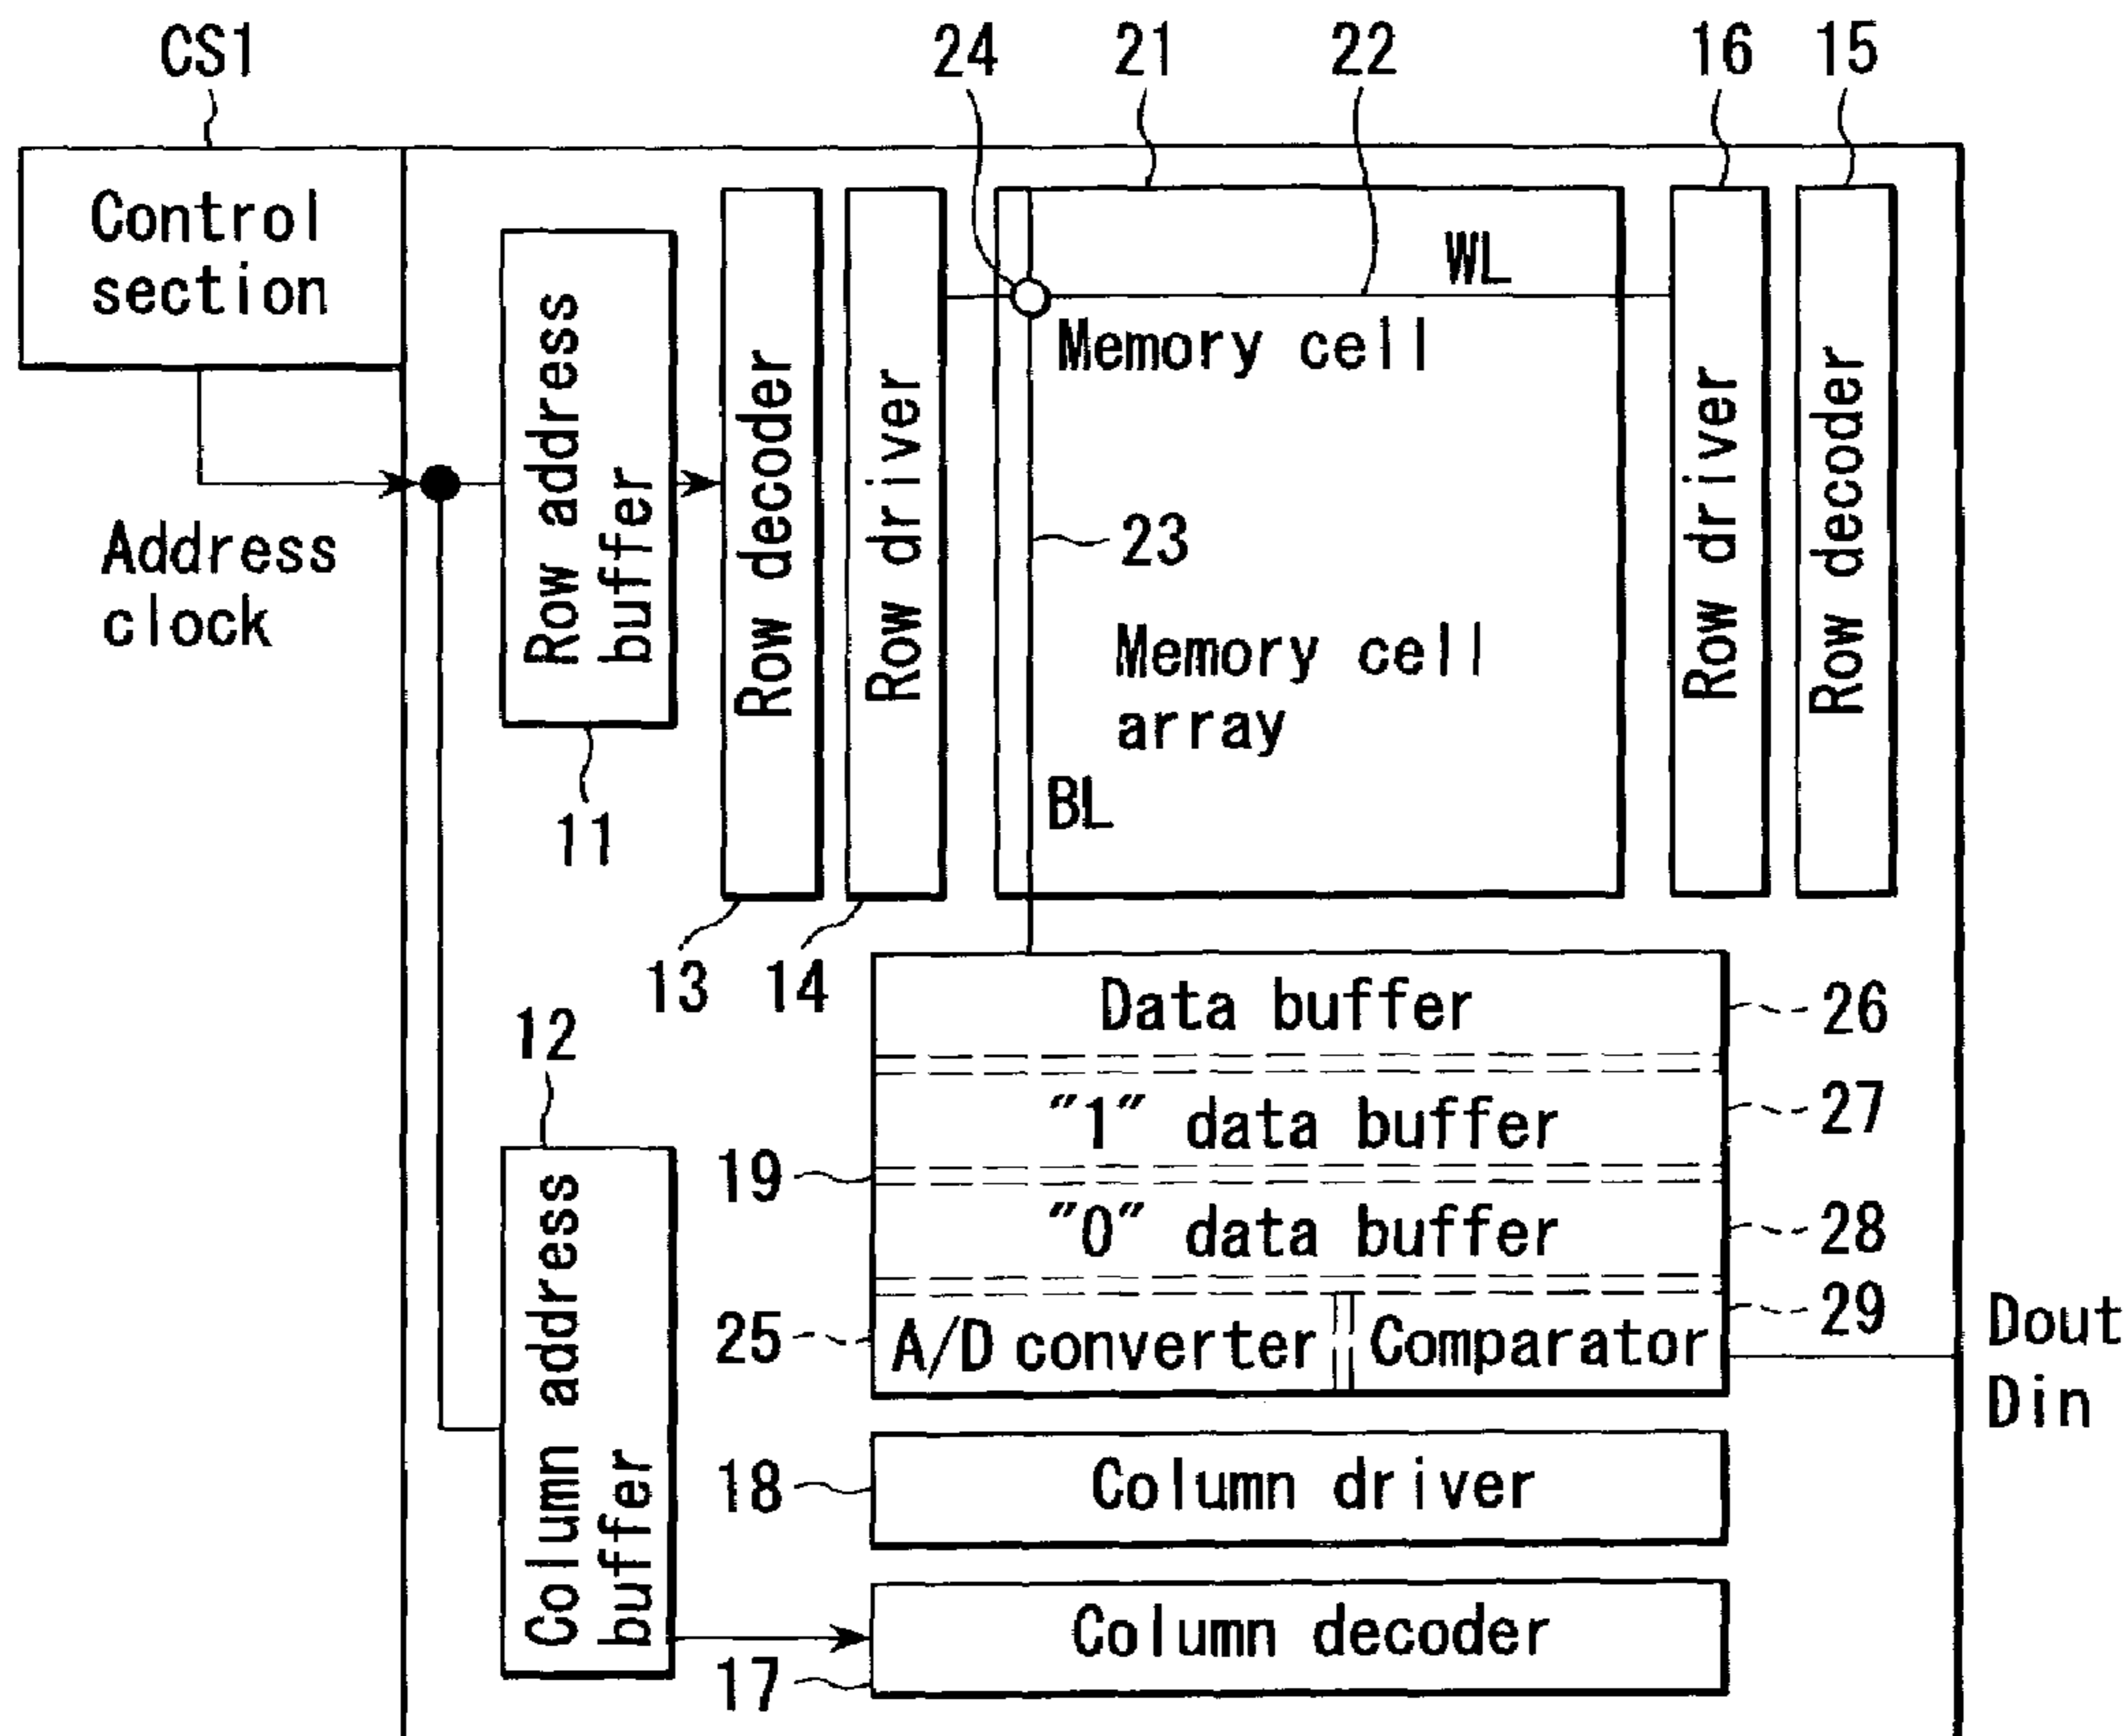 CS1
24
21
22
16
15
Control
section
WL
Memory cell
Row address
buffer
Row decoder
Row driver
Row driver
Row decoder
23
Address
clock
Memory cell
array
BL
11
13
14
12
Data buffer
26
"1" data buffer
27
19
"0" data buffer
28
25
A/D converter
Comparator
29
Dout
Din
Column address
buffer
18
Column driver
Column decoder
17